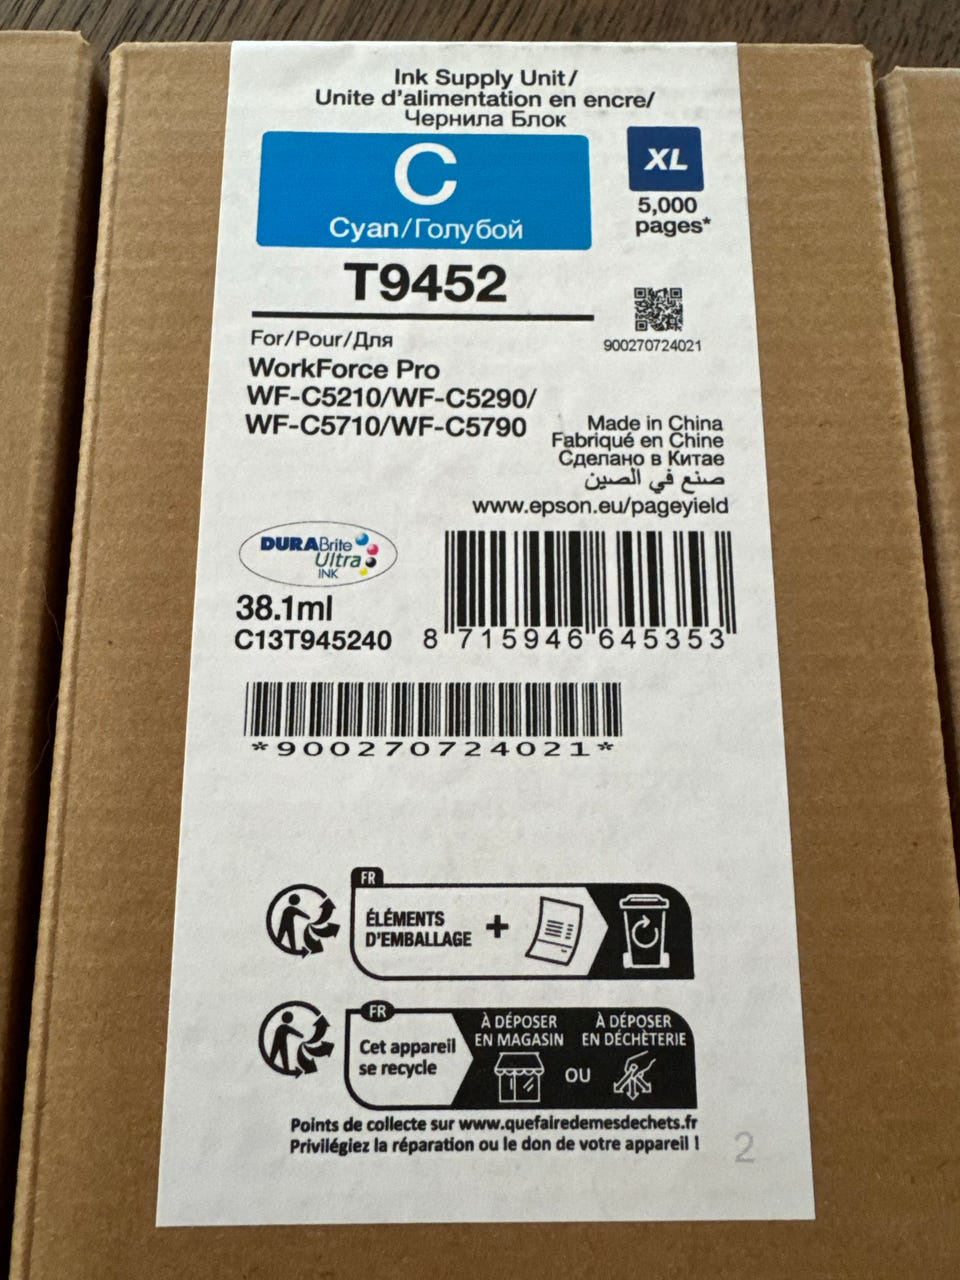 Ink Supply Unit/
Unite d'alimentation en encre/
Чернила Блок
C
Cyan/Голубой
XL
5,000
pages*
T9452
900270724021
For/Pour/Для
WorkForce Pro
WF-C5210/WF-C5290/
WF-C5710/WF-C5790
Made in China
Fabriqué en Chine
Сделано в Китае
صنع في الصين
www.epson.eu/pageyield
DURABrite
Ultra
INK
38.1ml
C13T945240
8 715946 645353
*900270724021*
FR
ÉLÉMENTS
D'EMBALLAGE
+
FR
Cet appareil
se recycle
À DÉPOSER
EN MAGASIN
OU
À DÉPOSER
EN DÉCHÈTERIE
Points de collecte sur www.quefairedemesdechets.fr
Privilégiez la réparation ou le don de votre appareil !
2